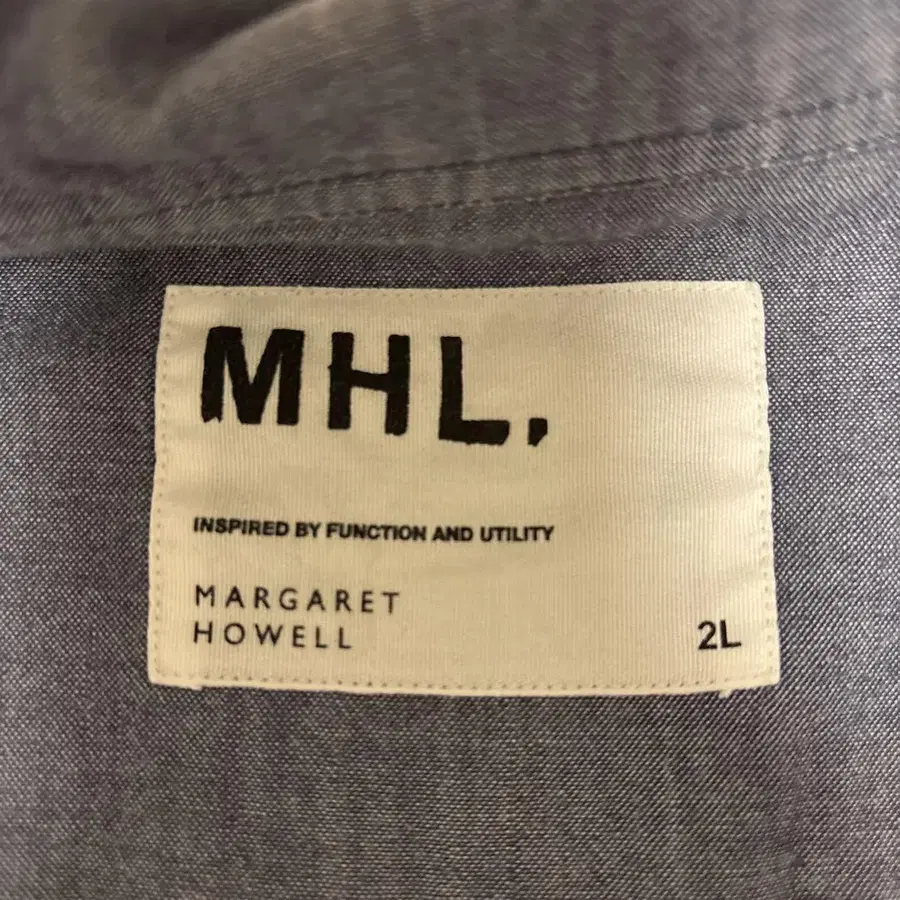 MHL.
INSPIRED BY FUNCTION AND UTILITY
MARGARET
HOWELL
2L